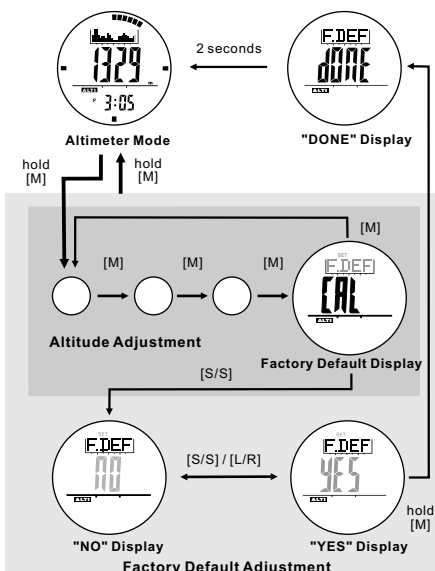 1329
m
ALTI
P 3:05
Altimeter Mode
2 seconds
F.DEF
dONE
ALTI
"DONE" Display
hold
[M]
hold
[M]
[M]
[M]
[M]
[M]
SET
F.DEF
CAL
ALTI
Altitude Adjustment
Factory Default Display
[S/S]
SET
F.DEF
NO
ALTI
[S/S] / [L/R]
SET
F.DEF
YES
ALTI
hold
[M]
"NO" Display
"YES" Display
Factory Default Adjustment